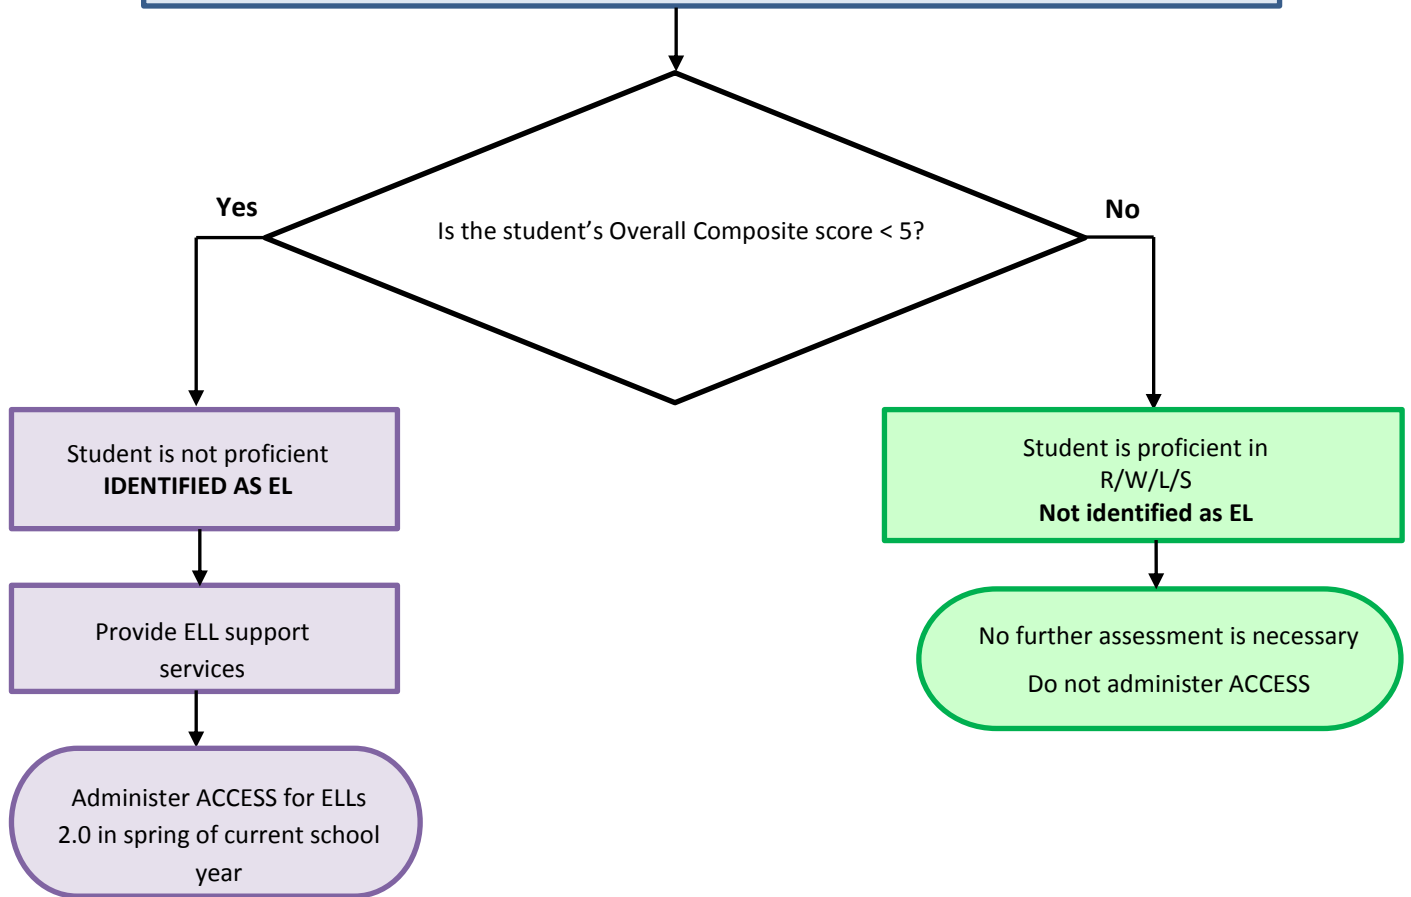 Yes
No
Is the student’s Overall Composite score < 5?
Student is not proficient
IDENTIFIED AS EL
Student is proficient in
R/W/L/S
Not identified as EL
Provide ELL support
services
No further assessment is necessary
Do not administer ACCESS
Administer ACCESS for ELLs
2.0 in spring of current school
year